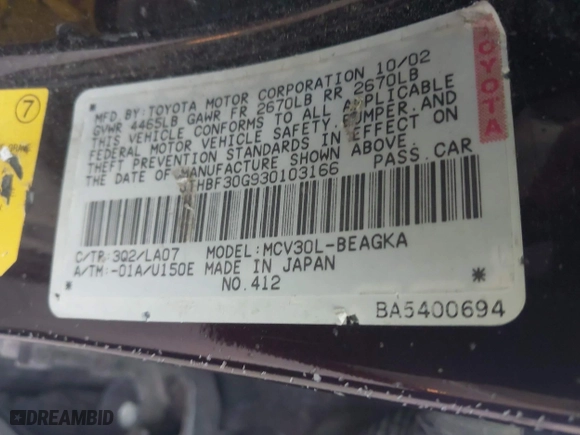 MFD. BY: TOYOTA MOTOR CORPORATION 10/02
GVWR 4465LB GAWR FR 2670LB RR 2670LB
THIS VEHICLE CONFORMS TO ALL APPLICABLE
FEDERAL MOTOR VEHICLE SAFETY, BUMPER, AND
THEFT PREVENTION STANDARDS IN EFFECT ON
THE DATE OF MANUFACTURE SHOWN ABOVE.
THBF30G930103166 PASS. CAR
C/TR: 3Q2/LA07 MODEL: MCV30L-BEAGKA
A/TM: -01A/U150E MADE IN JAPAN
NO. 412
BA5400694
TOYOTA
7
DREAMBID